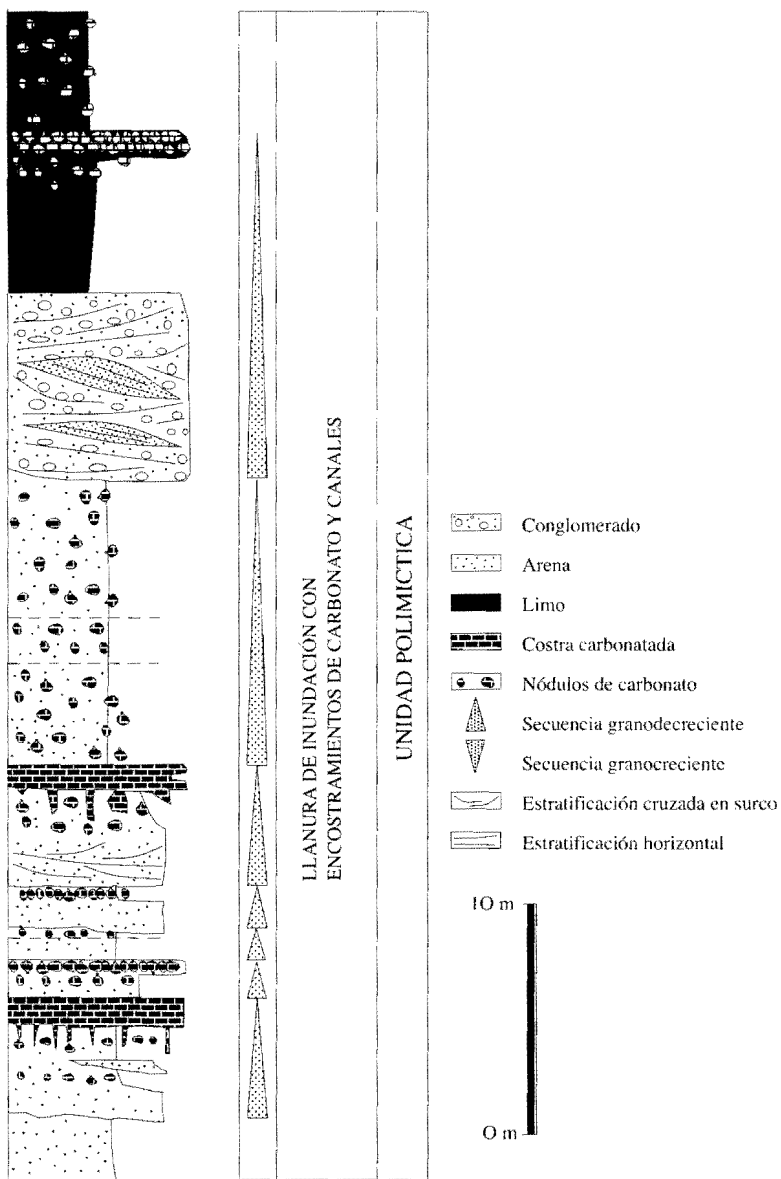 LLANURA DE INUNDACIÓN CON
ENCOSTRAMIENTOS DE CARBONATO Y CANALES
UNIDAD POLIMICTICA
Conglomerado
Arena
Limo
Costra carbonatada
Nódulos de carbonato
Secuencia granodecreciente
Secuencia granocreciente
Estratificación cruzada en surco
Estratificación horizontal
10 m
0 m